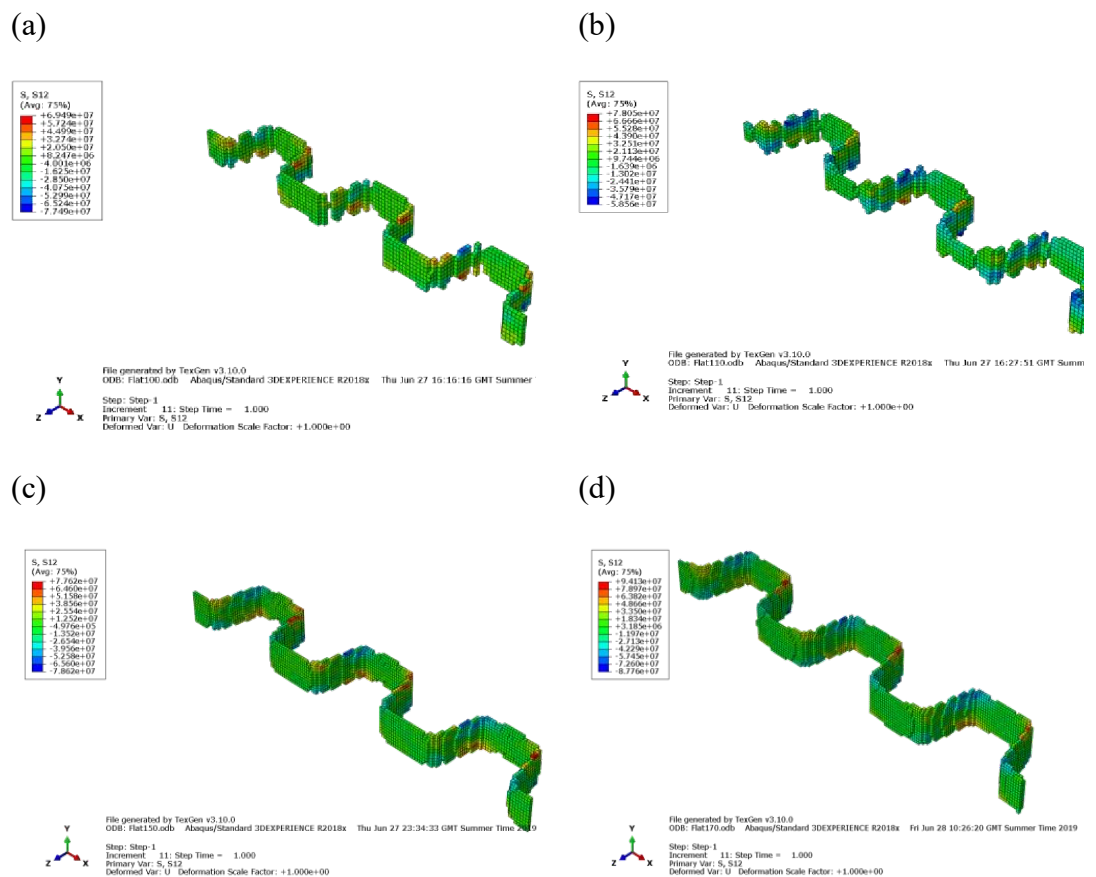 (a)
S, S12
(Avg: 75%)
+6.949e+07
+5.724e+07
+4.499e+07
+3.274e+07
+2.050e+07
+8.247e+06
-4.001e+06
-1.625e+07
-2.850e+07
-4.075e+07
-5.299e+07
-6.524e+07
-7.749e+07
File generated by TexGen v3.10.0
ODB: Flat100.odb Abaqus/Standard 3DEXPERIENCE R2018x Thu Jun 27 16:16:16 GMT Summer
Y
Z
X
Step: Step-1
Increment 11: Step Time = 1.000
Primary Var: S, S12
Deformed Var: U Deformation Scale Factor: +1.000e+00
(b)
S, S12
(Avg: 75%)
+7.805e+07
+6.666e+07
+5.528e+07
+4.390e+07
+3.251e+07
+2.113e+07
+9.744e+06
-1.639e+06
-1.302e+07
-2.441e+07
-3.579e+07
-4.717e+07
-5.856e+07
File generated by TexGen v3.10.0
ODB: Flat110.odb Abaqus/Standard 3DEXPERIENCE R2018x Thu Jun 27 16:27:51 GMT Summ
Y
Z
X
Step: Step-1
Increment 11: Step Time = 1.000
Primary Var: S, S12
Deformed Var: U Deformation Scale Factor: +1.000e+00
(c)
S, S12
(Avg: 75%)
+7.762e+07
+6.460e+07
+5.158e+07
+3.856e+07
+2.554e+07
+1.252e+07
-4.976e+05
-1.352e+07
-2.654e+07
-3.956e+07
-5.258e+07
-6.560e+07
-7.862e+07
File generated by TexGen v3.10.0
ODB: Flat150.odb Abaqus/Standard 3DEXPERIENCE R2018x Thu Jun 27 23:34:33 GMT Summer Time 2019
Y
Z
X
Step: Step-1
Increment 11: Step Time = 1.000
Primary Var: S, S12
Deformed Var: U Deformation Scale Factor: +1.000e+00
(d)
S, S12
(Avg: 75%)
+9.413e+07
+7.897e+07
+6.382e+07
+4.866e+07
+3.350e+07
+1.834e+07
+3.185e+06
-1.197e+07
-2.713e+07
-4.229e+07
-5.745e+07
-7.260e+07
-8.776e+07
File generated by TexGen v3.10.0
ODB: Flat170.odb Abaqus/Standard 3DEXPERIENCE R2018x Fri Jun 28 10:26:20 GMT Summer Time 2019
Y
Z
X
Step: Step-1
Increment 11: Step Time = 1.000
Primary Var: S, S12
Deformed Var: U Deformation Scale Factor: +1.000e+00